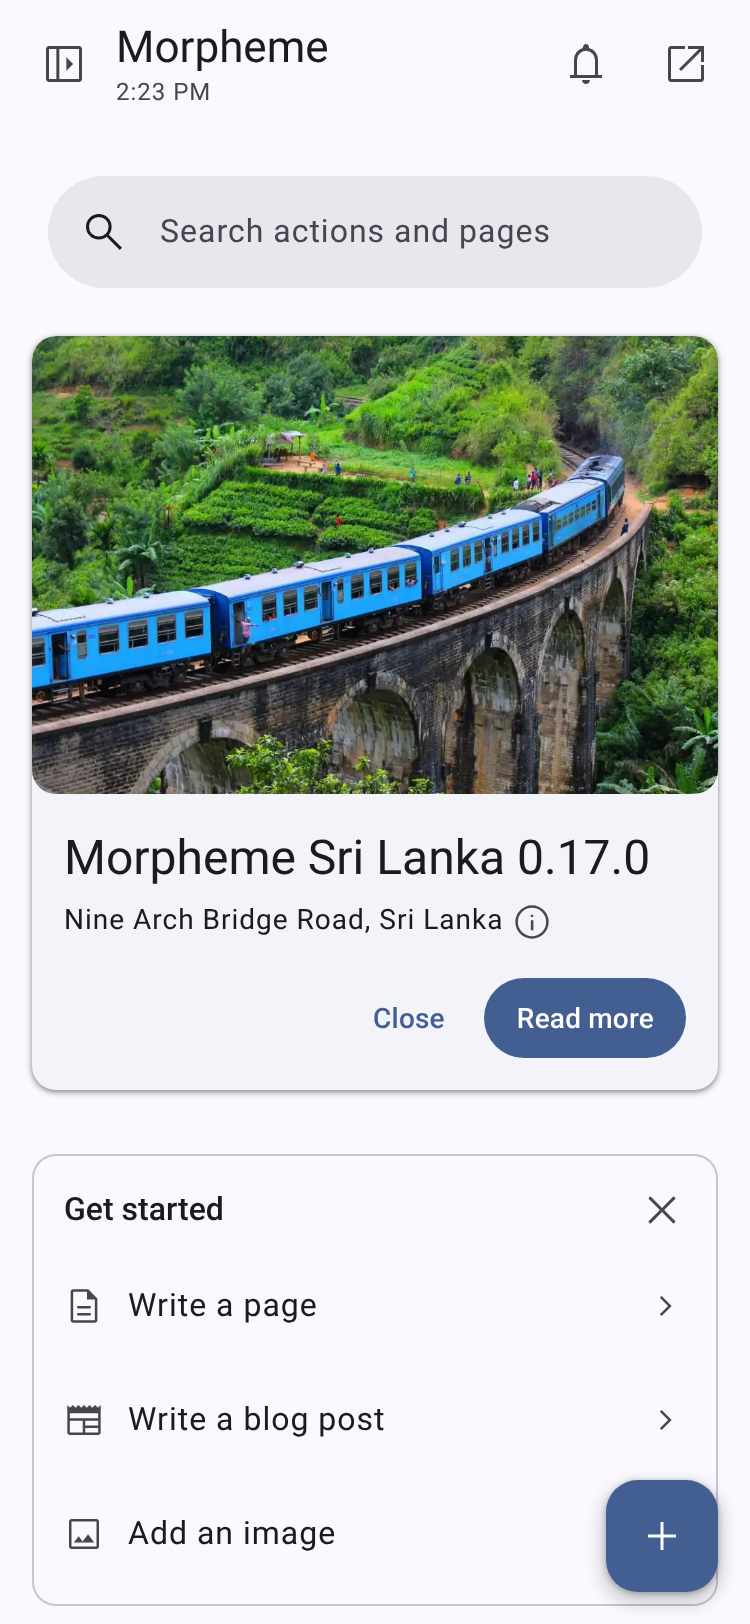 Morpheme
2:23 PM
Search actions and pages
Morpheme Sri Lanka 0.17.0
Nine Arch Bridge Road, Sri Lanka
Close
Read more
Get started
Write a page
Write a blog post
Add an image